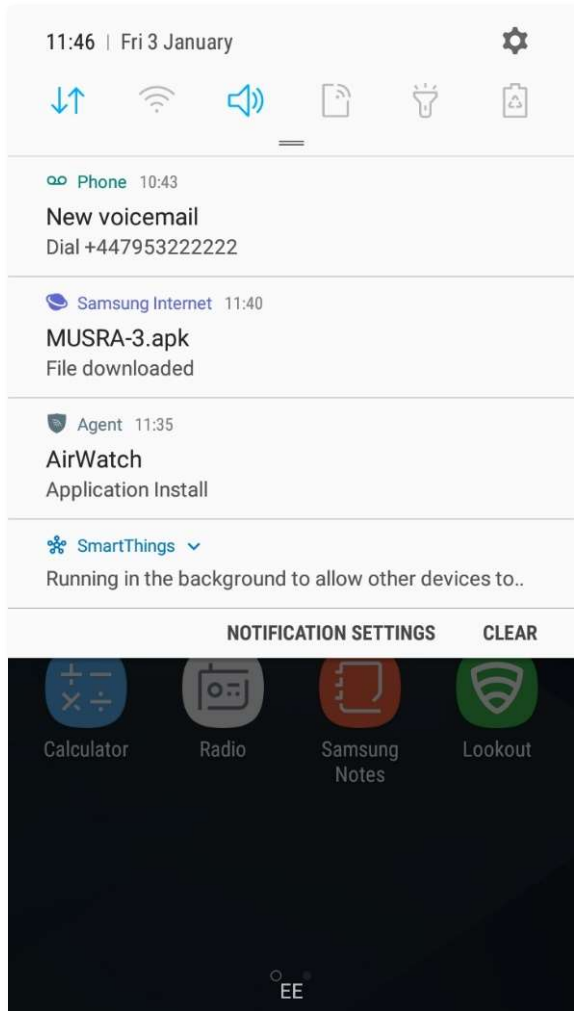 11:46 | Fri 3 January
Phone 10:43
New voicemail
Dial +447953222222
Samsung Internet 11:40
MUSRA-3.apk
File downloaded
Agent 11:35
AirWatch
Application Install
SmartThings
Running in the background to allow other devices to..
NOTIFICATION SETTINGS CLEAR
Calculator Radio Samsung Notes Lookout
EE